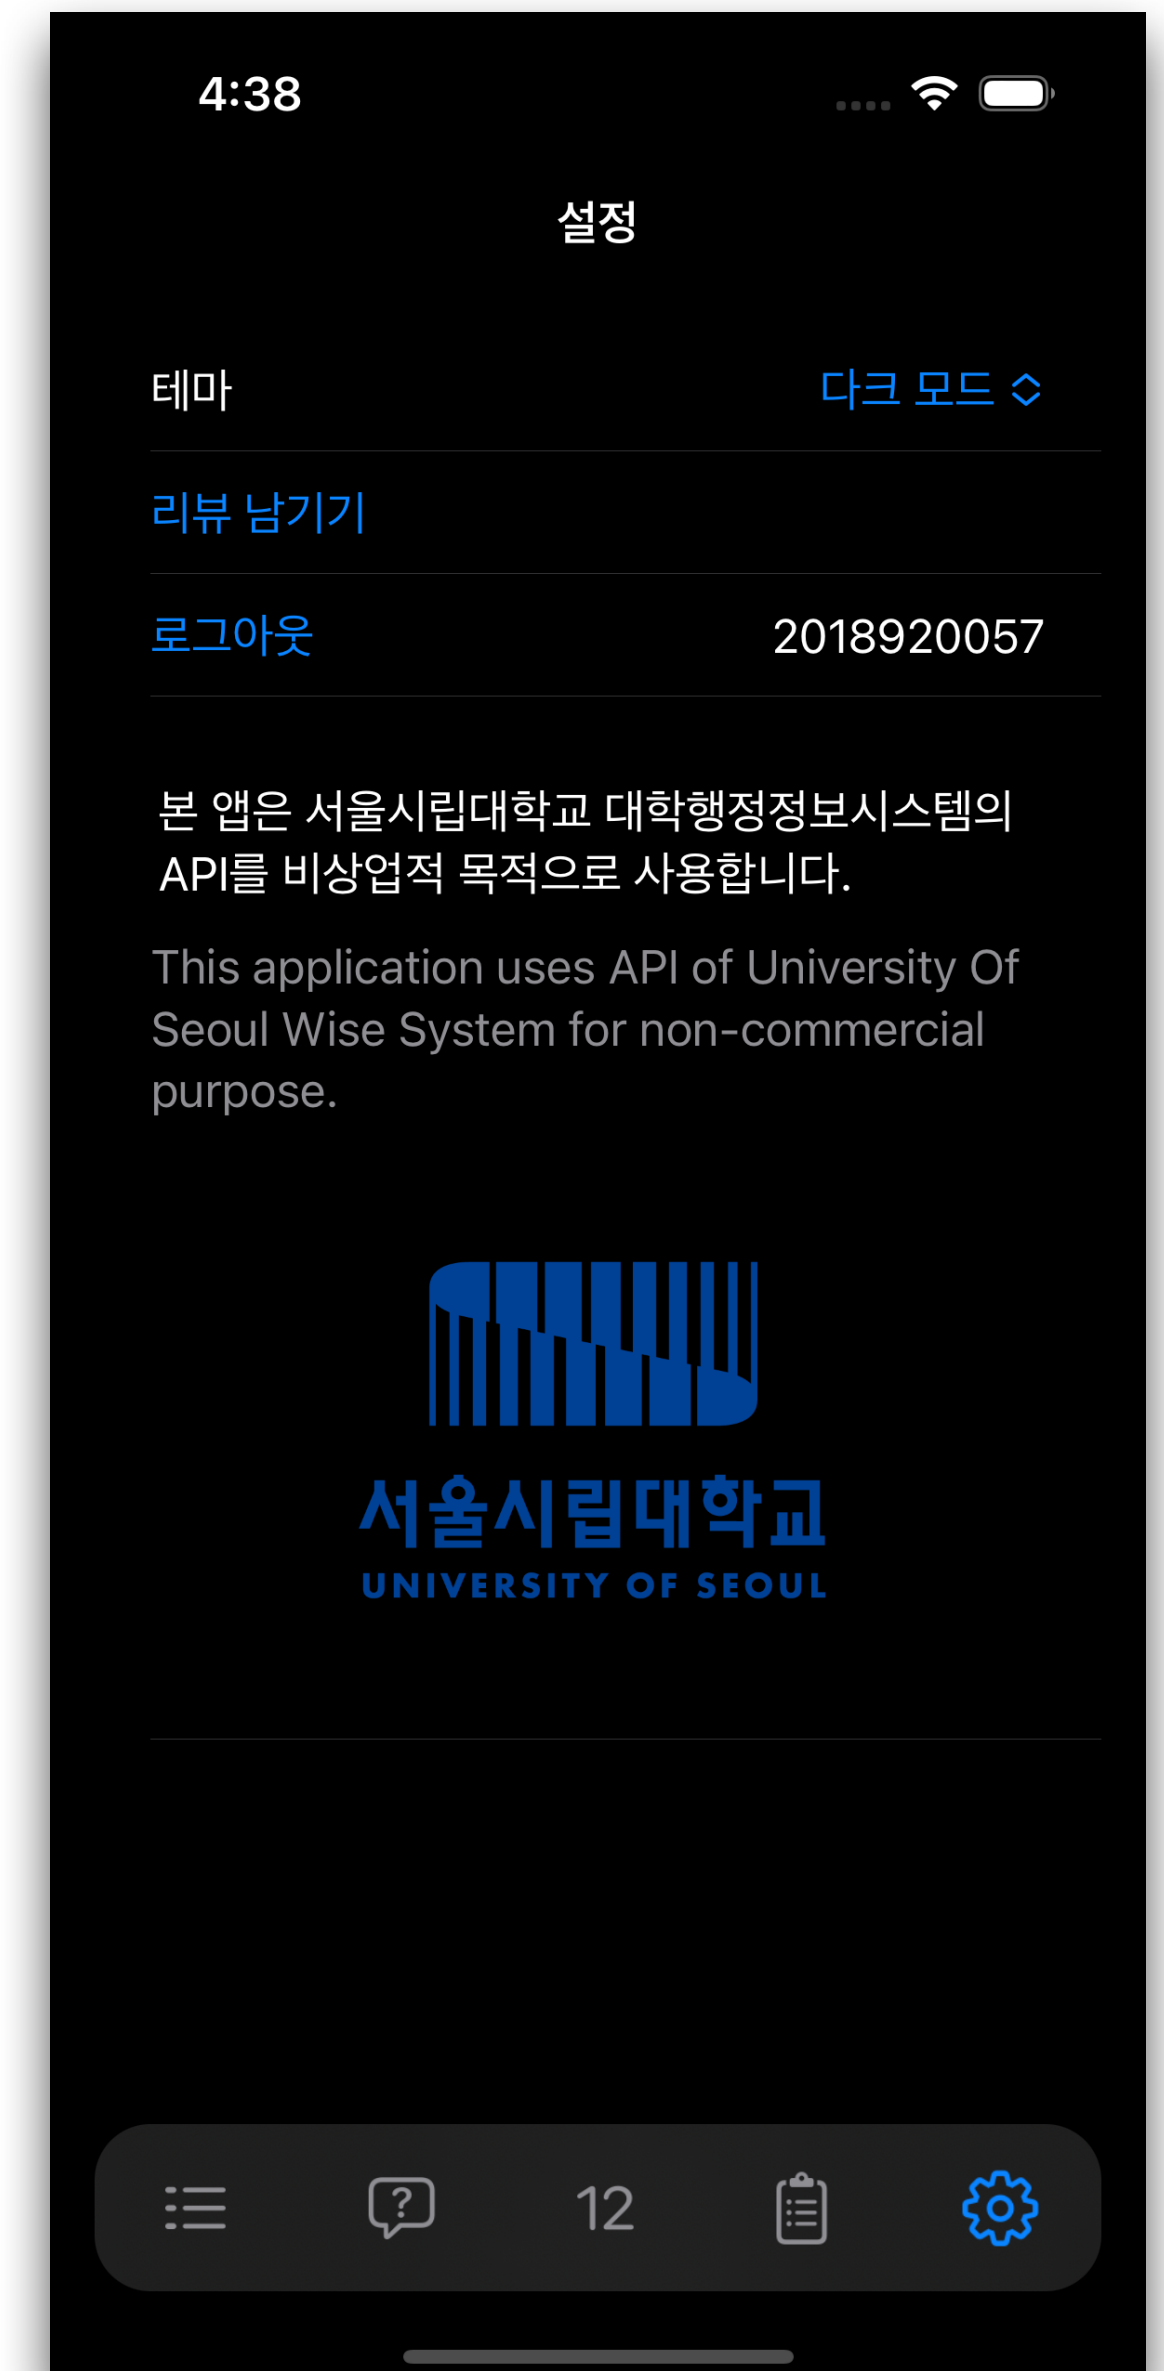 4:38
설정
테마 다크 모드
리뷰 남기기
로그아웃 2018920057
본 앱은 서울시립대학교 대학행정정보시스템의
API를 비상업적 목적으로 사용합니다.
This application uses API of University Of
Seoul Wise System for non-commercial
purpose.
서울시립대학교
UNIVERSITY OF SEOUL
12